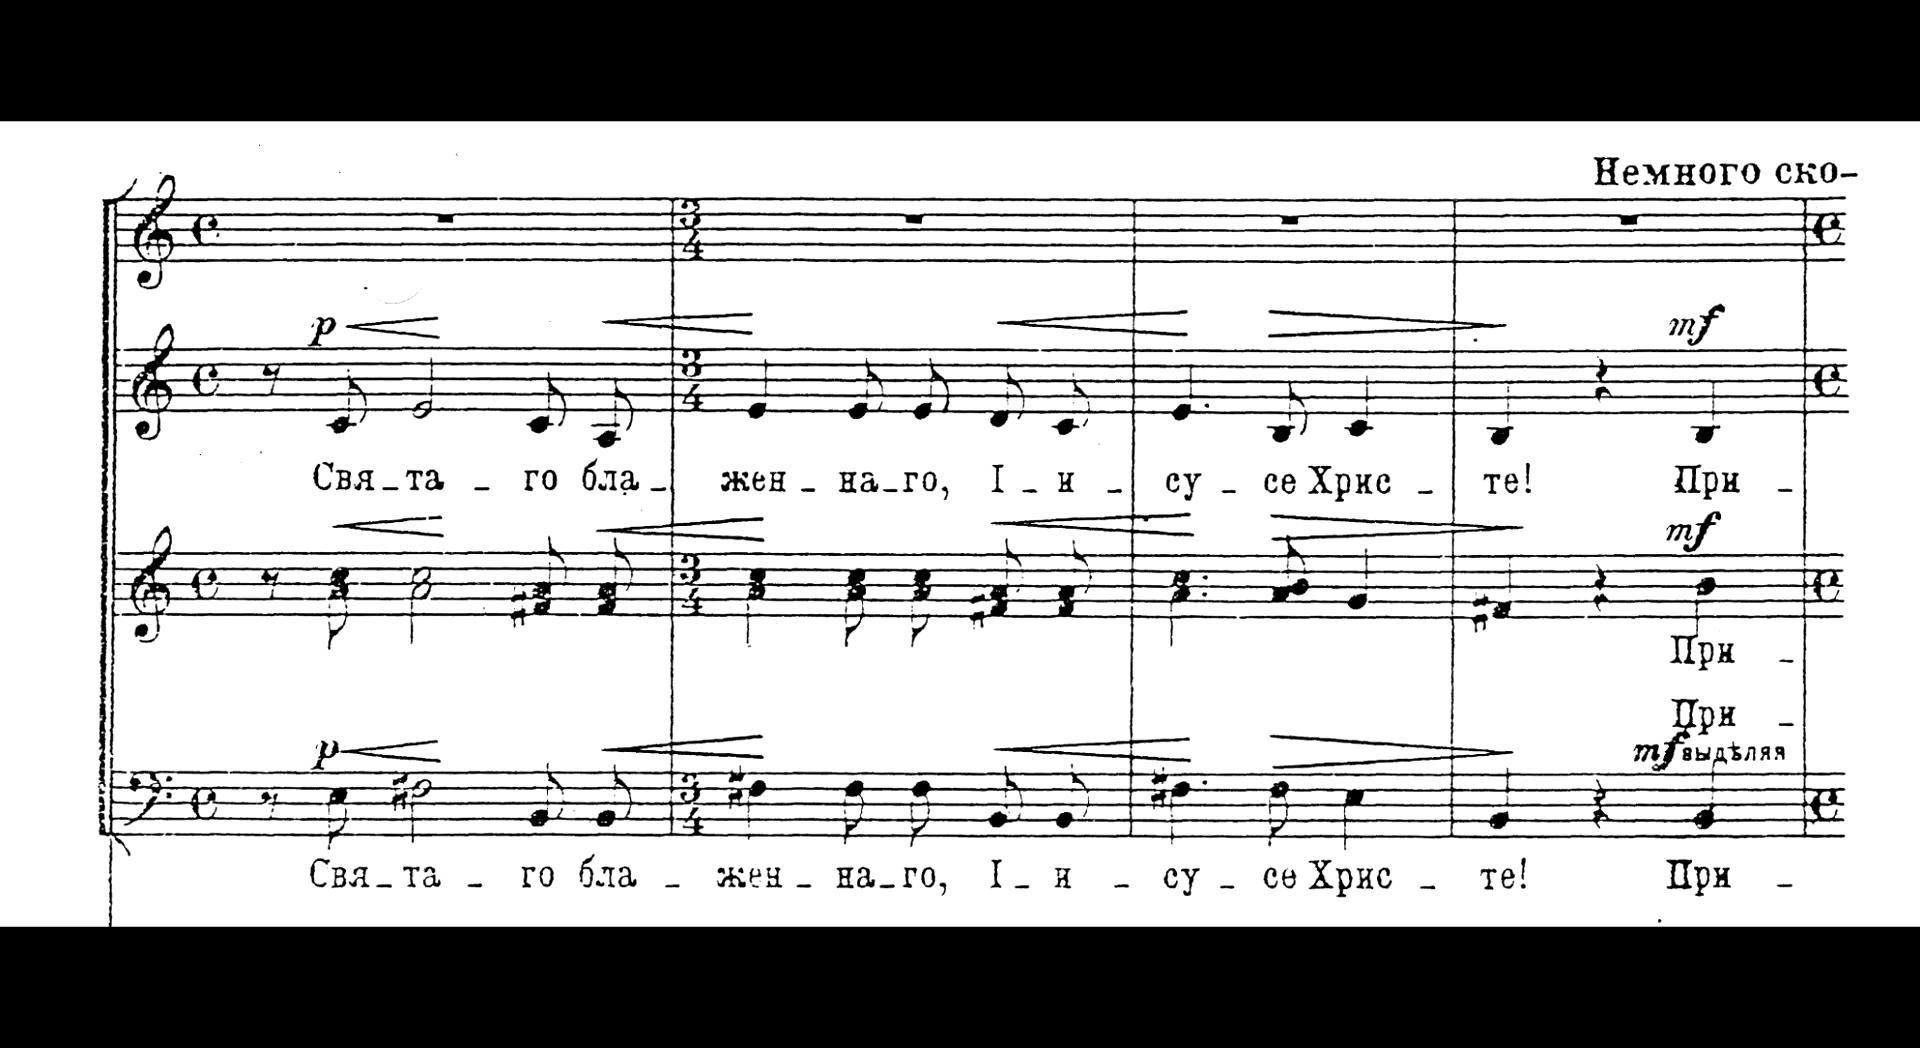 Немного ско–
p mf
Свя_та _ го бла _ жен _ на_го, І _ и _ су _ се Хрис _ те! При _
mf
При _
При _
p mf выдѣляя
Свя_та _ го бла _ жен _ на_го, І _ и _ су _ се Хрис _ те! При _